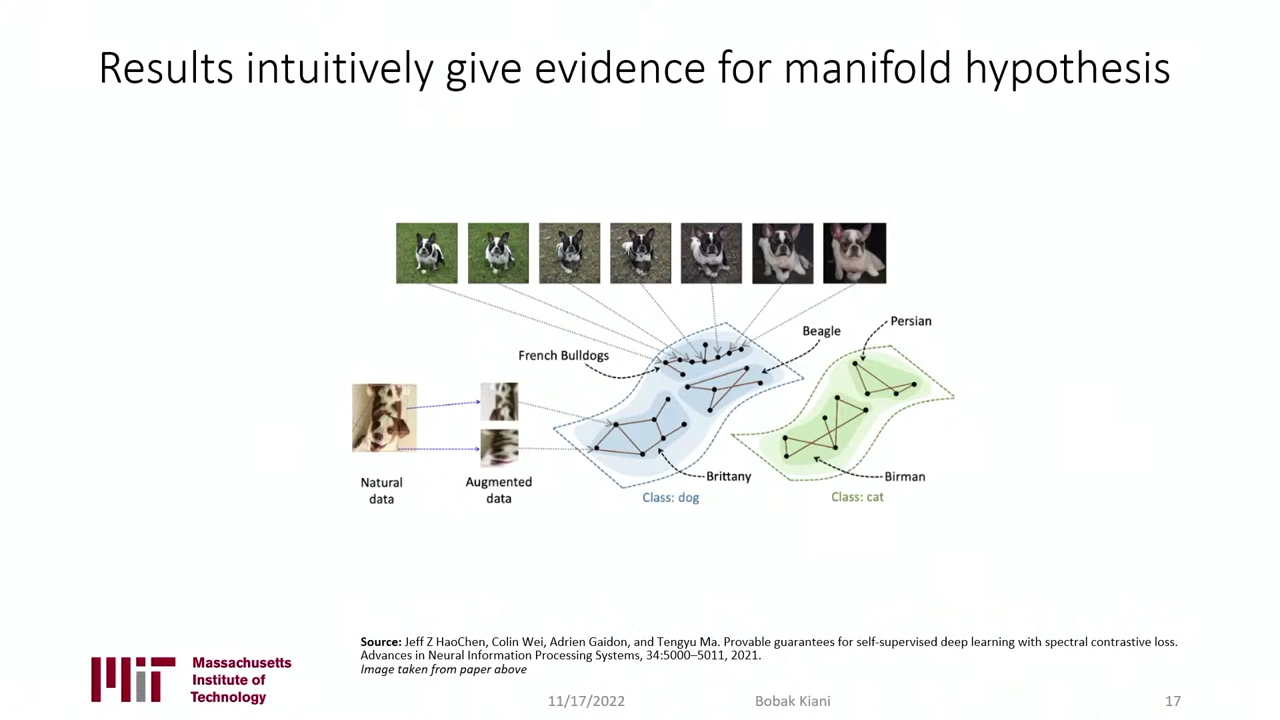 Results intuitively give evidence for manifold hypothesis
Persian
Beagle
French Bulldogs
Brittany
Birman
Natural
data
Augmented
data
Class: dog
Class: cat
Source: Jeff Z HaoChen, Colin Wei, Adrien Gaidon, and Tengyu Ma. Provable guarantees for self-supervised deep learning with spectral contrastive loss.
Advances in Neural Information Processing Systems, 34:5000–5011, 2021.
Image taken from paper above
Massachusetts
Institute of
Technology
11/17/2022
Bobak Kiani
17